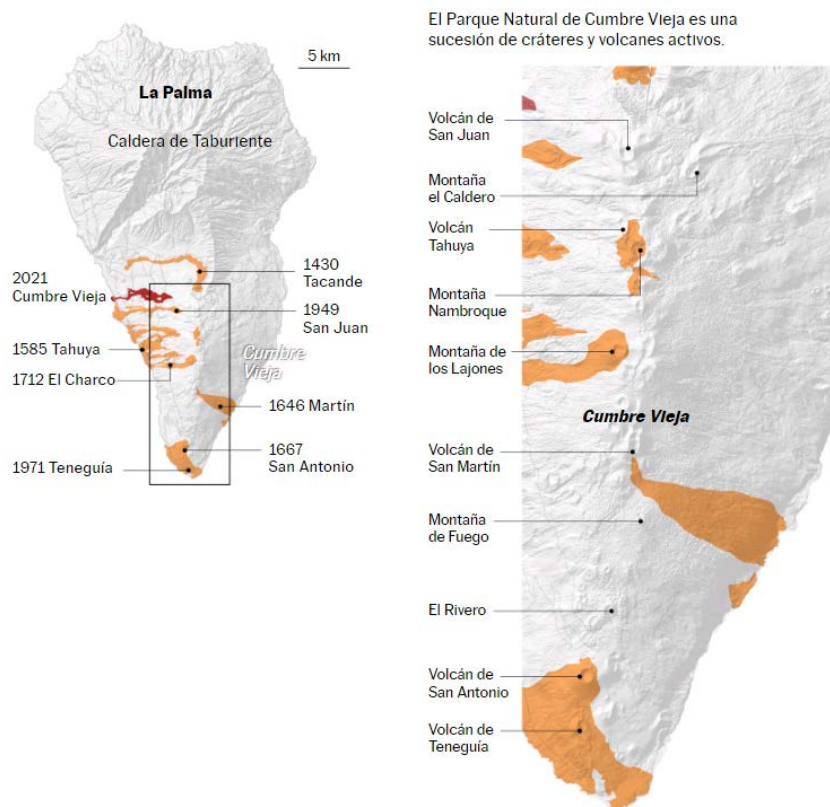 El Parque Natural de Cumbre Vieja es una
sucesión de cráteres y volcanes activos.
5 km
La Palma
Caldera de Taburiente
2021
Cumbre Vieja
1430
Tacande
1949
San Juan
1585 Tahuya
1712 El Charco
Cumbre
Vieja
1646 Martín
1667
San Antonio
1971 Teneguía
Volcán de
San Juan
Montaña
el Caldero
Volcán
Tahuya
Montaña
Nambroque
Montaña de
los Lajones
Cumbre Vieja
Volcán de
San Martín
Montaña
de Fuego
El Rivero
Volcán de
San Antonio
Volcán de
Teneguía